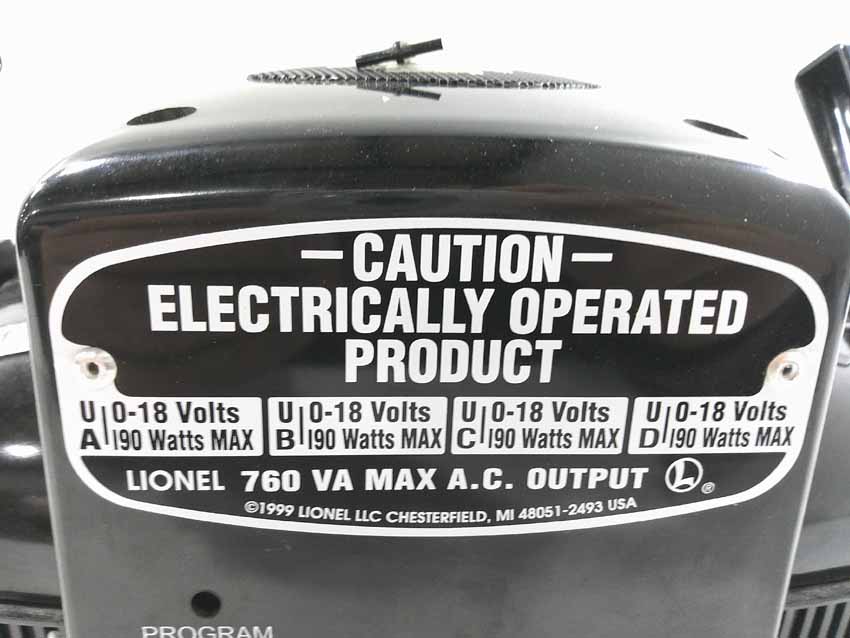 — CAUTION —
ELECTRICALLY OPERATED
PRODUCT
U 0-18 Volts U 0-18 Volts U 0-18 Volts U 0-18 Volts
A 190 Watts MAX B 190 Watts MAX C 190 Watts MAX D 190 Watts MAX
LIONEL 760 VA MAX A.C. OUTPUT L ®
©1999 LIONEL LLC CHESTERFIELD, MI 48051-2493 USA
PROGRAM